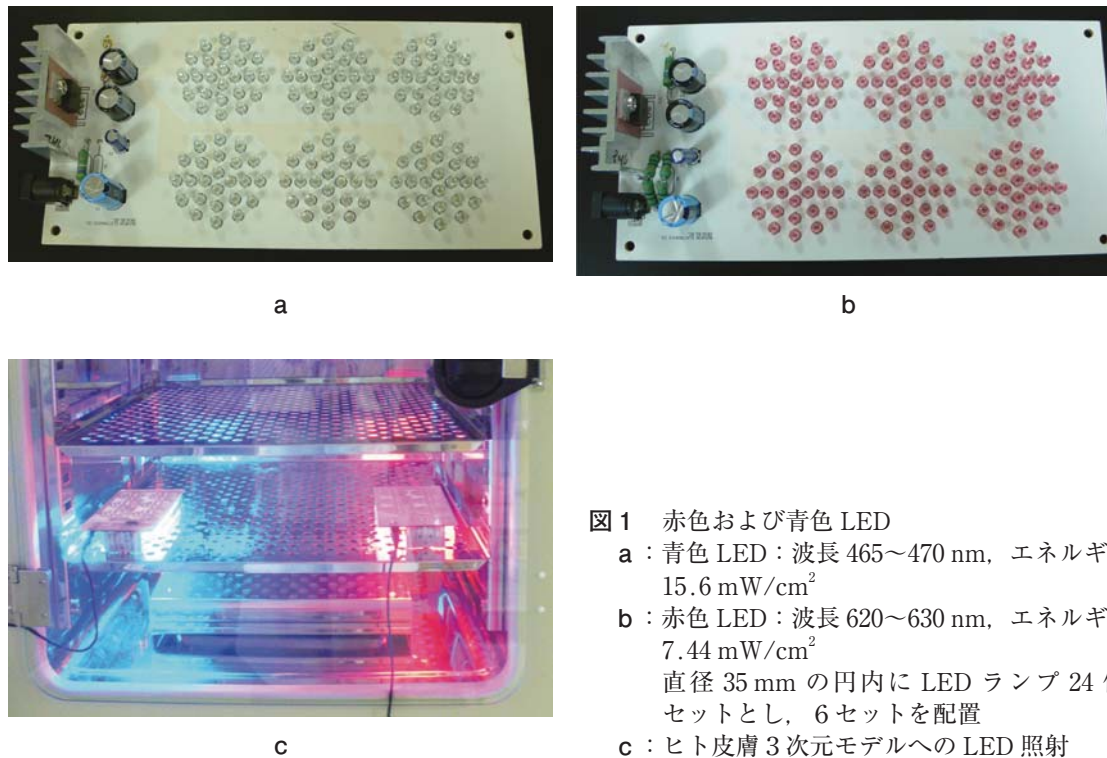 a
b
c
図1 赤色および青色 LED
a：青色 LED：波長 465〜470 nm，エネルギ
15.6 mW/cm²
b：赤色 LED：波長 620〜630 nm，エネルギ
7.44 mW/cm²
直径 35 mm の円内に LED ランプ 24
セットとし，6セットを配置
c：ヒト皮膚3次元モデルへの LED 照射